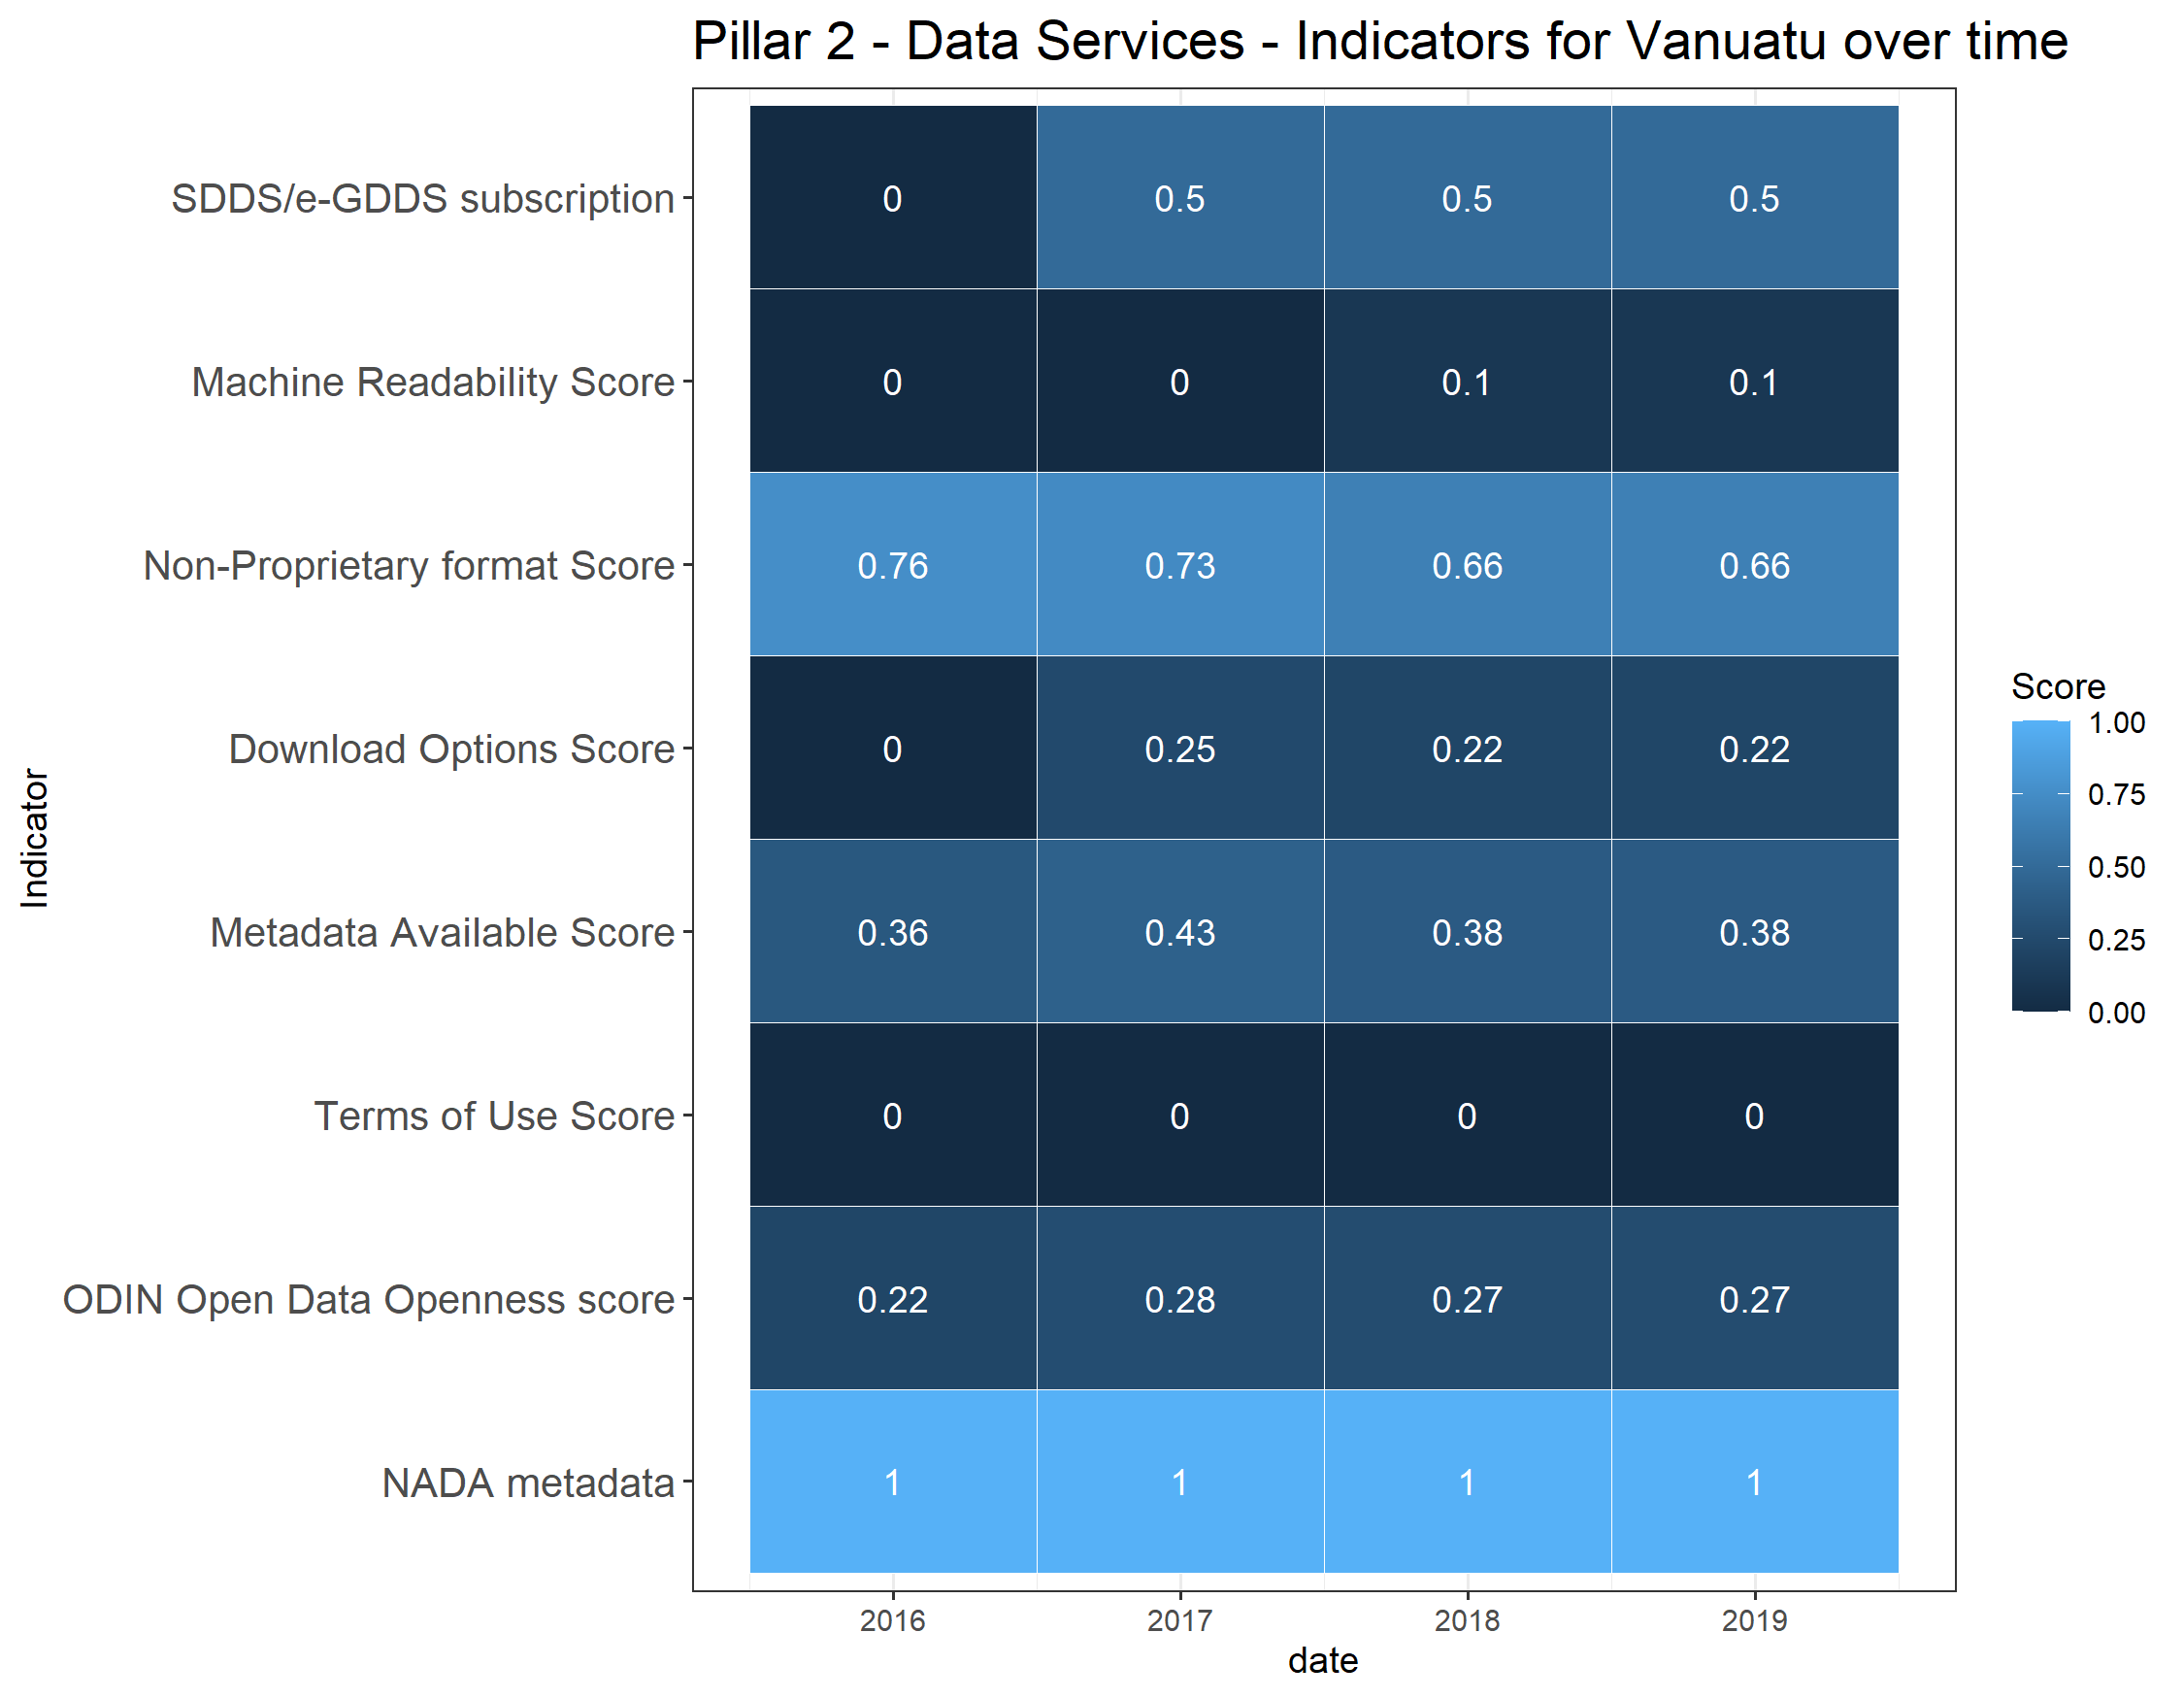 Pillar 2 - Data Services - Indicators for Vanuatu over time
SDDS/e-GDDS subscription 0 0.5 0.5 0.5
Machine Readability Score 0 0 0.1 0.1
Non-Proprietary format Score 0.76 0.73 0.66 0.66
Download Options Score 0 0.25 0.22 0.22
Metadata Available Score 0.36 0.43 0.38 0.38
Terms of Use Score 0 0 0 0
ODIN Open Data Openness score 0.22 0.28 0.27 0.27
NADA metadata 1 1 1 1
2016 2017 2018 2019
date
Indicator
Score
1.00
0.75
0.50
0.25
0.00